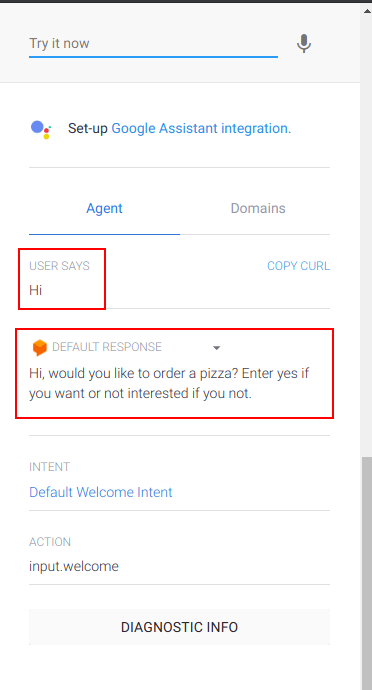 Try it now
Set-up Google Assistant integration.
Agent Domains
USER SAYS COPY CURL
Hi
DEFAULT RESPONSE
Hi, would you like to order a pizza? Enter yes if
you want or not interested if you not.
INTENT
Default Welcome Intent
ACTION
input.welcome
DIAGNOSTIC INFO